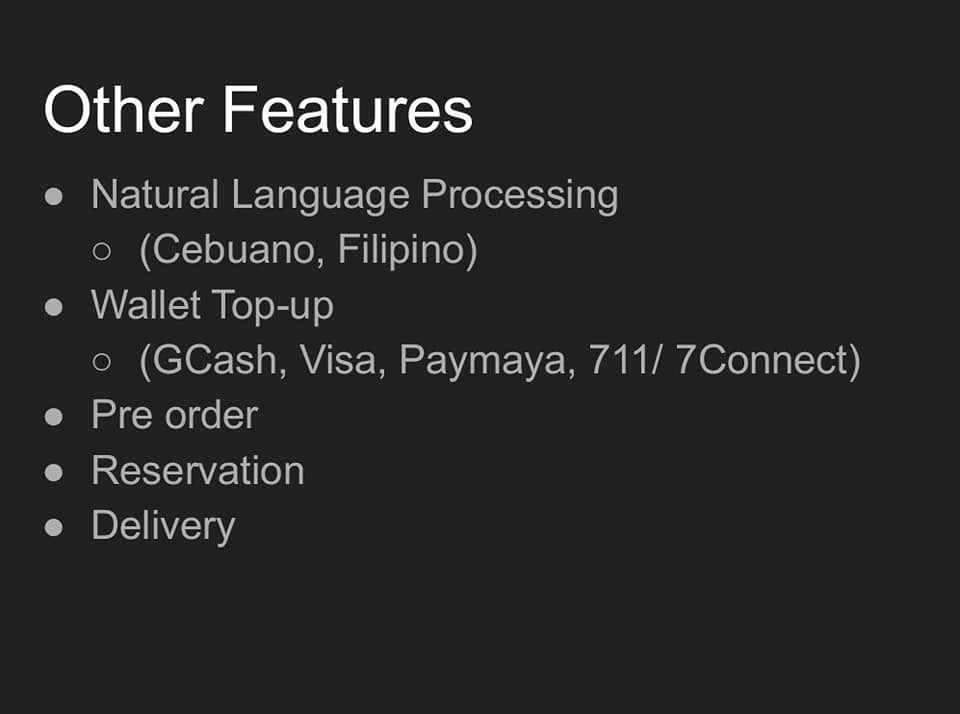 Other Features
● Natural Language Processing
○ (Cebuano, Filipino)
● Wallet Top-up
○ (GCash, Visa, Paymaya, 711/ 7Connect)
● Pre order
● Reservation
● Delivery